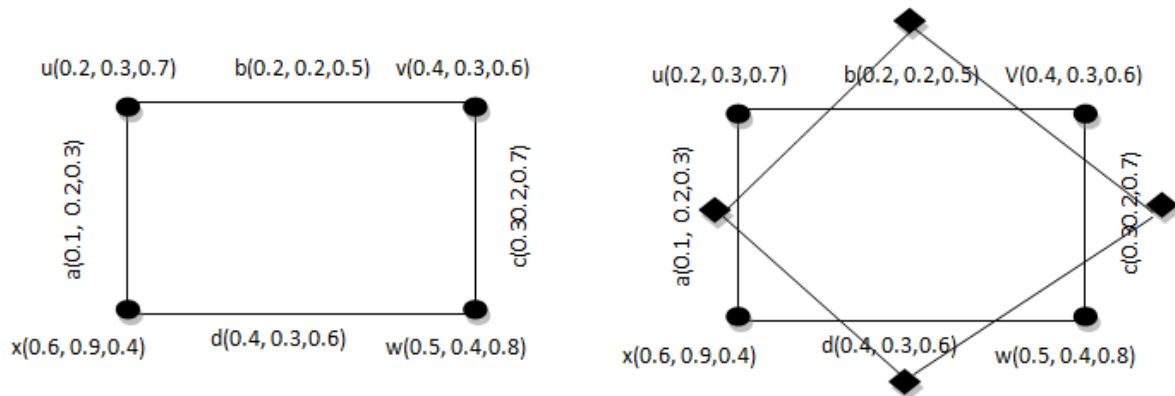 u(0.2, 0.3,0.7) b(0.2, 0.2,0.5) v(0.4, 0.3,0.6)
a(0.1, 0.2,0.3)
c(0.30.2,0.7)
x(0.6, 0.9,0.4) d(0.4, 0.3,0.6) w(0.5, 0.4,0.8)
u(0.2, 0.3,0.7) b(0.2, 0.2,0.5) V(0.4, 0.3,0.6)
a(0.1, 0.2,0.3)
c(0.30.2,0.7)
x(0.6, 0.9,0.4) d(0.4, 0.3,0.6) w(0.5, 0.4,0.8)